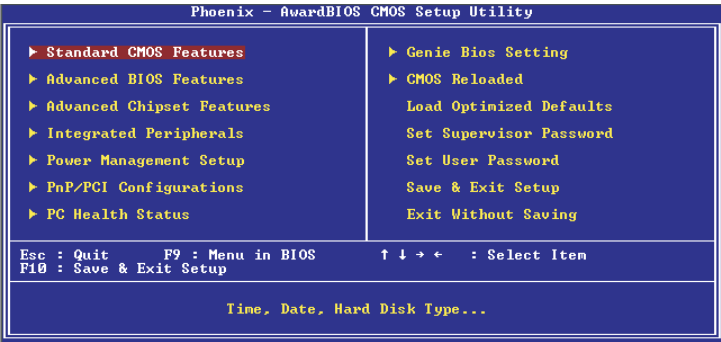 Phoenix - AwardBIOS CMOS Setup Utility
▶ Standard CMOS Features
▶ Advanced BIOS Features
▶ Advanced Chipset Features
▶ Integrated Peripherals
▶ Power Management Setup
▶ PnP/PCI Configurations
▶ PC Health Status
▶ Genie Bios Setting
▶ CMOS Reloaded
Load Optimized Defaults
Set Supervisor Password
Set User Password
Save & Exit Setup
Exit Without Saving
Esc : Quit F9 : Menu in BIOS ↑ ↓ → ← : Select Item
F10 : Save & Exit Setup
Time, Date, Hard Disk Type...